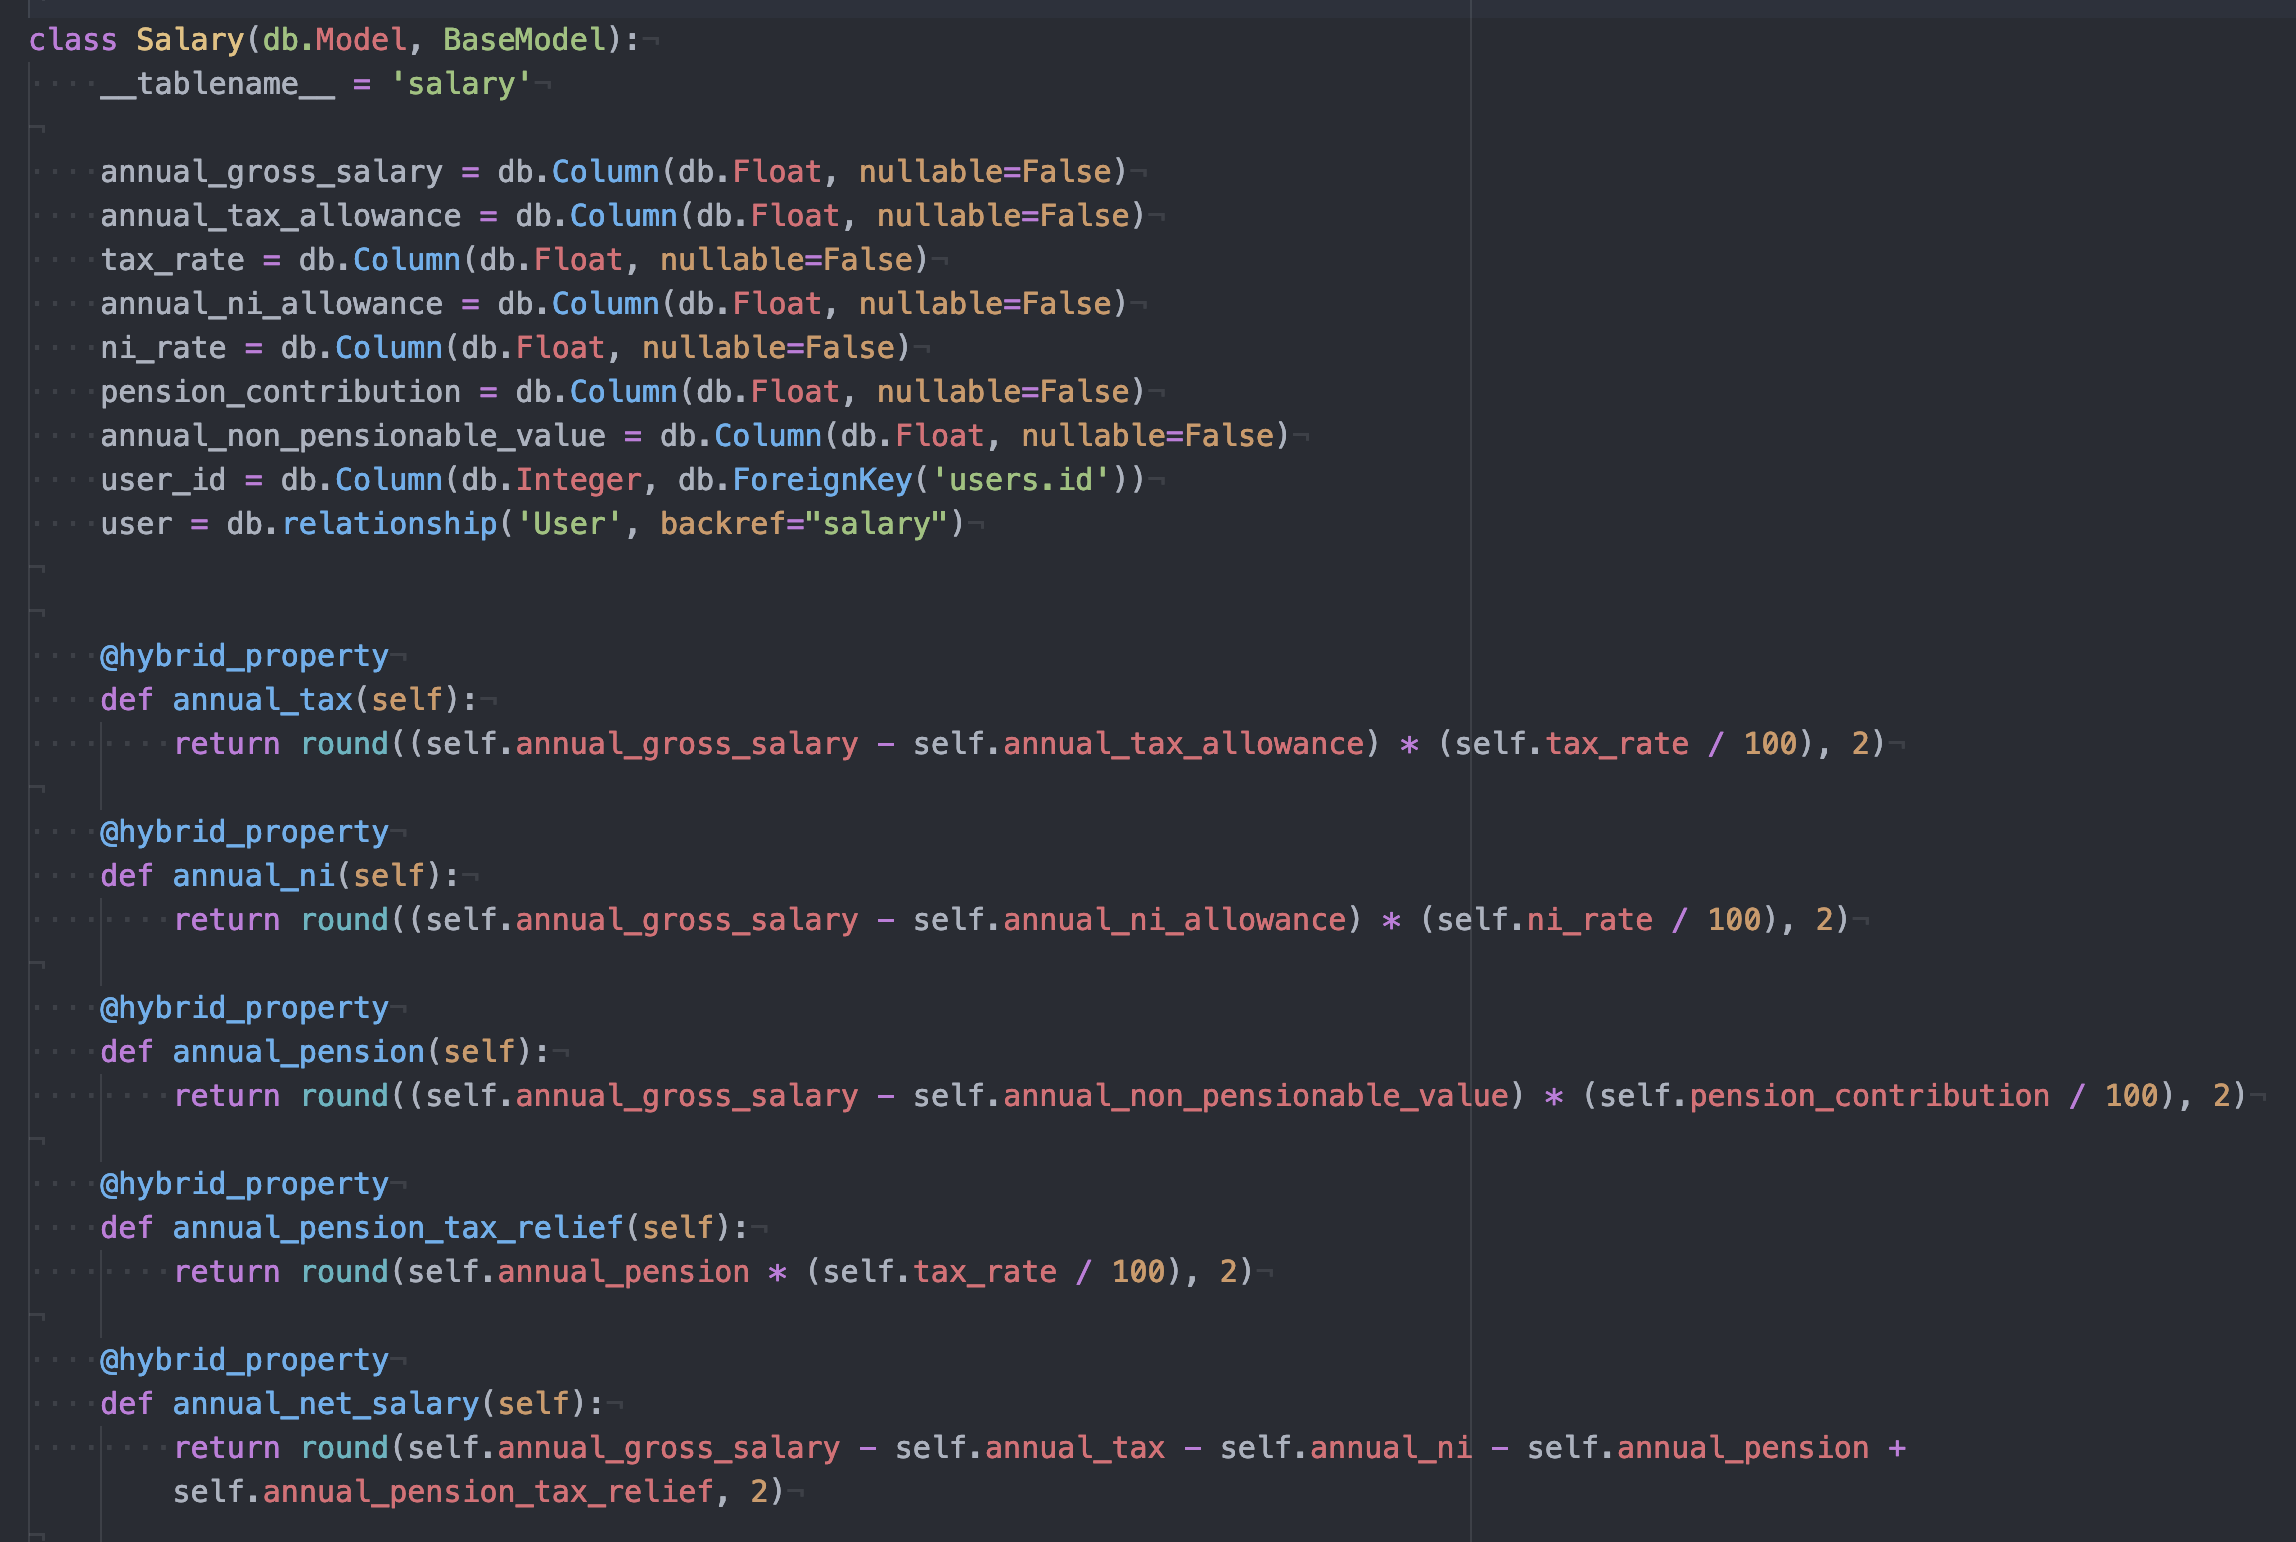 class Salary(db.Model, BaseModel):
    __tablename__ = 'salary'

    annual_gross_salary = db.Column(db.Float, nullable=False)
    annual_tax_allowance = db.Column(db.Float, nullable=False)
    tax_rate = db.Column(db.Float, nullable=False)
    annual_ni_allowance = db.Column(db.Float, nullable=False)
    ni_rate = db.Column(db.Float, nullable=False)
    pension_contribution = db.Column(db.Float, nullable=False)
    annual_non_pensionable_value = db.Column(db.Float, nullable=False)
    user_id = db.Column(db.Integer, db.ForeignKey('users.id'))
    user = db.relationship('User', backref="salary")


    @hybrid_property
    def annual_tax(self):
        return round((self.annual_gross_salary - self.annual_tax_allowance) * (self.tax_rate / 100), 2)

    @hybrid_property
    def annual_ni(self):
        return round((self.annual_gross_salary - self.annual_ni_allowance) * (self.ni_rate / 100), 2)

    @hybrid_property
    def annual_pension(self):
        return round((self.annual_gross_salary - self.annual_non_pensionable_value) * (self.pension_contribution / 100), 2)

    @hybrid_property
    def annual_pension_tax_relief(self):
        return round(self.annual_pension * (self.tax_rate / 100), 2)

    @hybrid_property
    def annual_net_salary(self):
        return round(self.annual_gross_salary - self.annual_tax - self.annual_ni - self.annual_pension +
        self.annual_pension_tax_relief, 2)